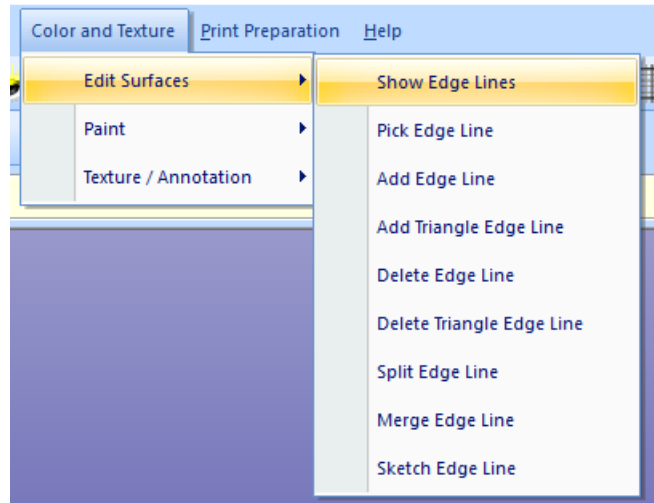 Color and Texture Print Preparation Help
Edit Surfaces
Paint
Texture / Annotation
Show Edge Lines
Pick Edge Line
Add Edge Line
Add Triangle Edge Line
Delete Edge Line
Delete Triangle Edge Line
Split Edge Line
Merge Edge Line
Sketch Edge Line